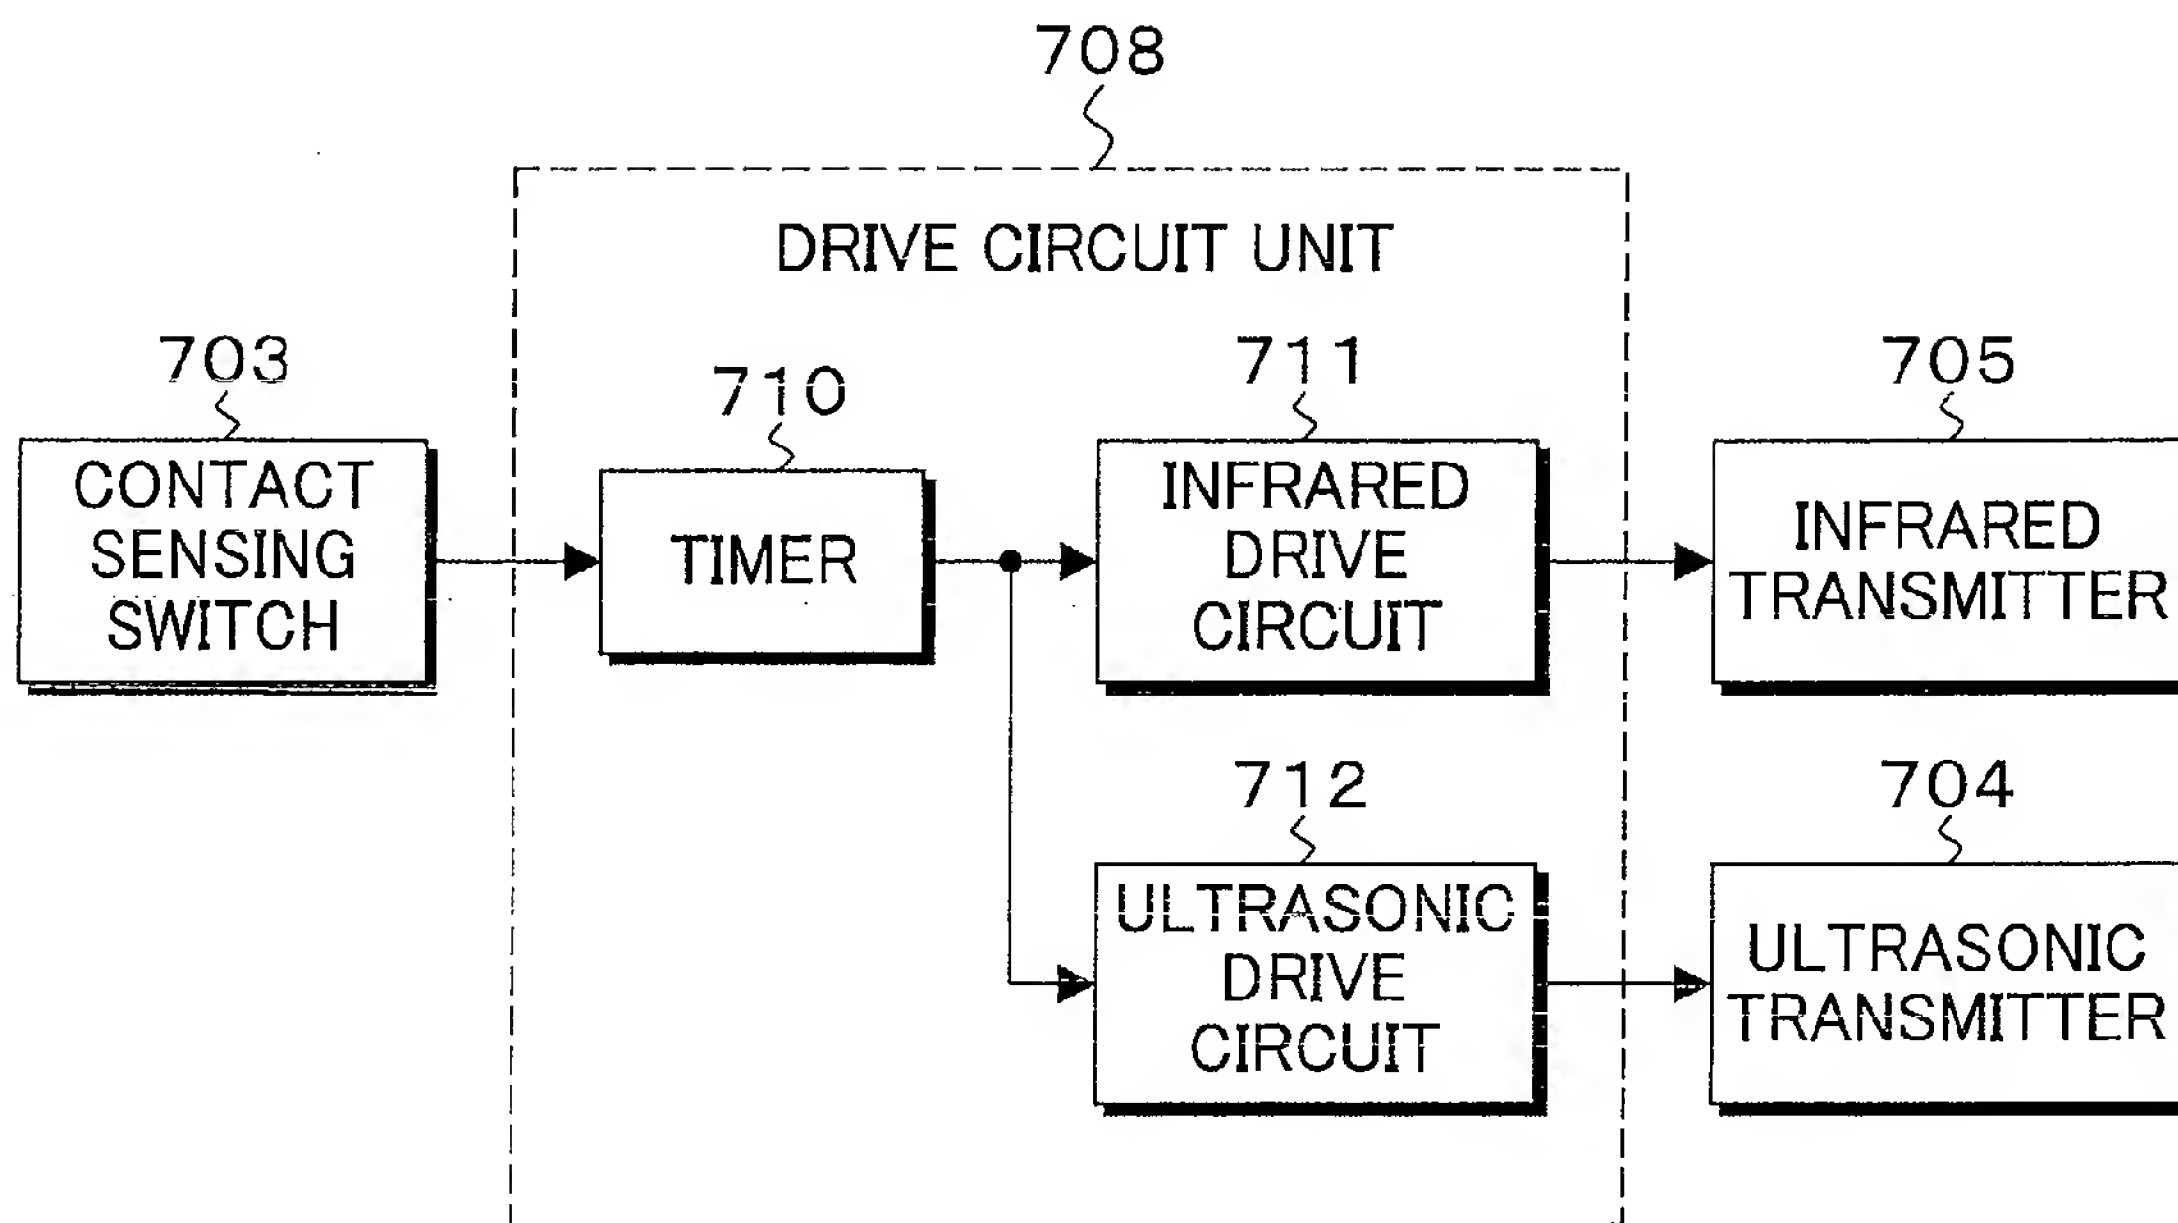 708
DRIVE CIRCUIT UNIT
703
710
711
705
CONTACT
SENSING
SWITCH
TIMER
INFRARED
DRIVE
CIRCUIT
INFRARED
TRANSMITTER
712
704
ULTRASONIC
DRIVE
CIRCUIT
ULTRASONIC
TRANSMITTER